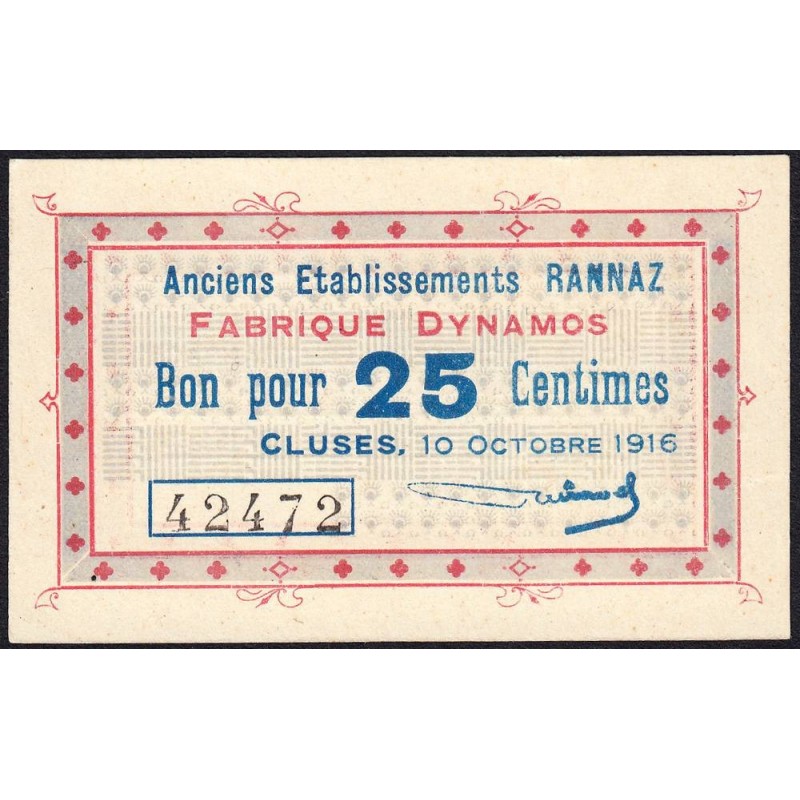 Anciens Etablissements RANNAZ
FABRIQUE DYNAMOS
Bon pour 25 Centimes
CLUSES, 10 OCTOBRE 1916
42472